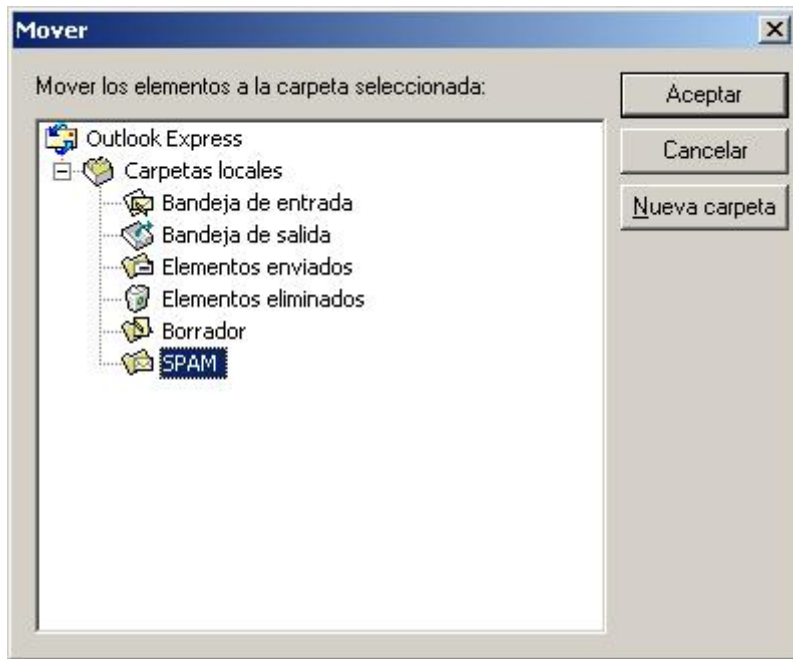 Mover
Mover los elementos a la carpeta seleccionada:
Outlook Express
Carpetas locales
Bandeja de entrada
Bandeja de salida
Elementos enviados
Elementos eliminados
Borrador
SPAM
Aceptar
Cancelar
Nueva carpeta